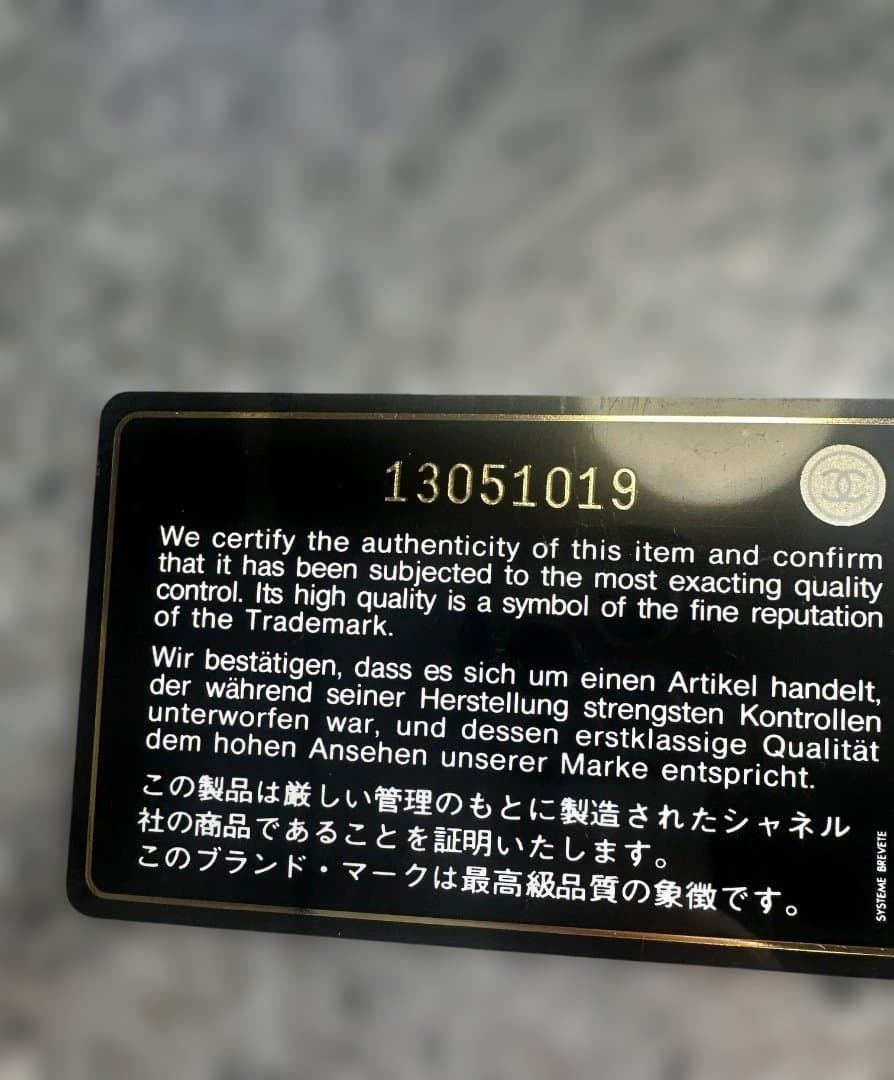 13051019
We certify the authenticity of this item and confirm
that it has been subjected to the most exacting quality
control. Its high quality is a symbol of the fine reputation
of the Trademark.
Wir bestätigen, dass es sich um einen Artikel handelt,
der während seiner Herstellung strengsten Kontrollen
unterworfen war, und dessen erstklassige Qualität
dem hohen Ansehen unserer Marke entspricht.
この製品は厳しい管理のもとに製造されたシャネル
社の商品であることを証明いたします。
このブランド・マークは最高級品質の象徴です。
SYSTEME BREVETE